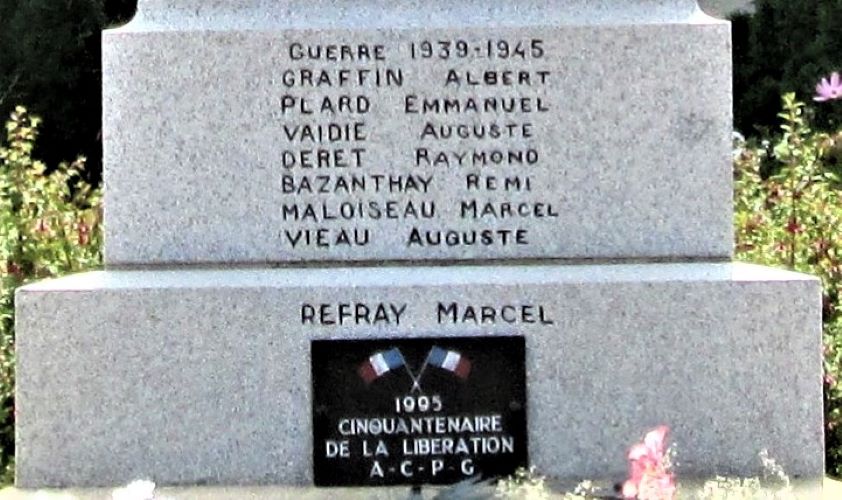 GUERRE 1939-1945
GRAFFIN ALBERT
PLARD EMMANUEL
VAIDIE AUGUSTE
DERET RAYMOND
BAZANTHAY REMI
MALOISEAU MARCEL
VIEAU AUGUSTE
REFRAY MARCEL
1995
CINQUANTENAIRE
DE LA LIBERATION
A-C-P-G